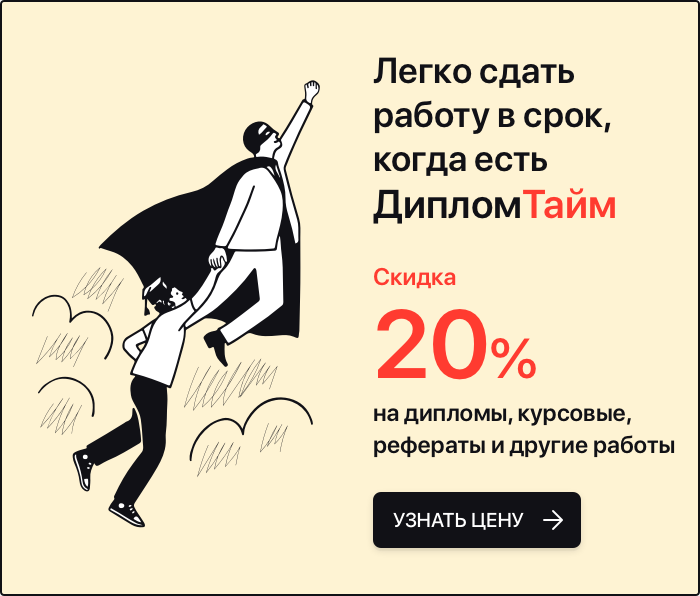 Легко сдать
работу в срок,
когда есть
ДипломТайм
Скидка
20%
на дипломы, курсовые,
рефераты и другие работы
УЗНАТЬ ЦЕНУ